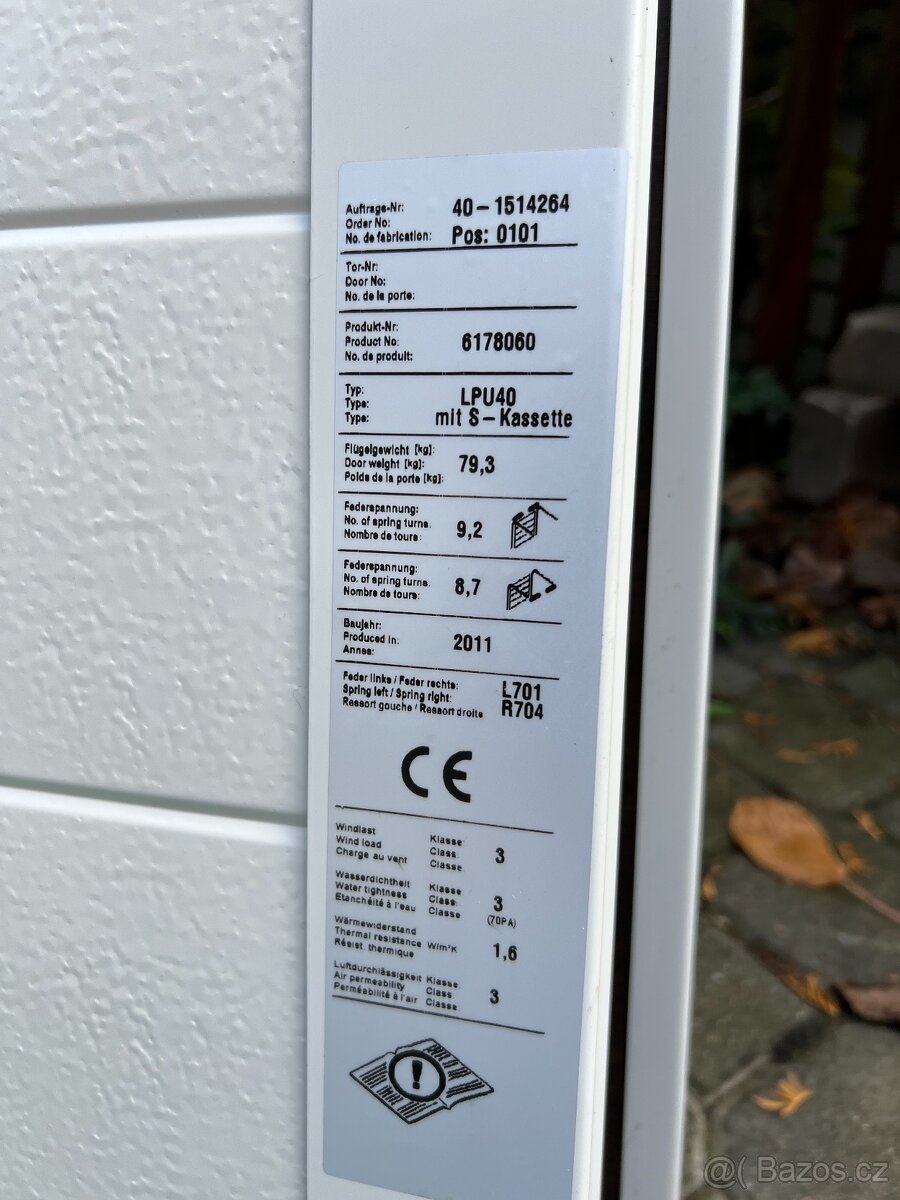 Auftrags-Nr:
Order No: 40-1514264
No. de fabrication: Pos: 0101
Tor-Nr:
Door No:
No. de la porte:
Produkt-Nr:
Product No: 6178060
No. de produit:
Typ: LPU40
Type: mit S-Kassette
Type:
Flügelgewicht [kg]:
Door weight [kg]: 79,3
Poids de la porte [kg]:
Federspannung:
No. of spring turns. 9,2
Nombre de tours:
Federspannung:
No. of spring turns. 8,7
Nombre de tours:
Baujahr:
Produced in: 2011
Annee:
Feder links / Feder rechts: L701
Spring left / Spring right: R704
Ressort gauche / Ressort droite
CE
Windlast Klasse
Wind load Class. 3
Charge au vent Classe
Wasserdichtheit Klasse
Water tightness Class: 3
Etanchéité à l'eau Classe (70PA)
Wärmewiderstand
Thermal resistance W/m²K 1,6
Résist. thermique
Luftdurchlässigkeit Klasse
Air permeability Class. 3
Perméabilité à l'air Classe
@( Bazos.cz